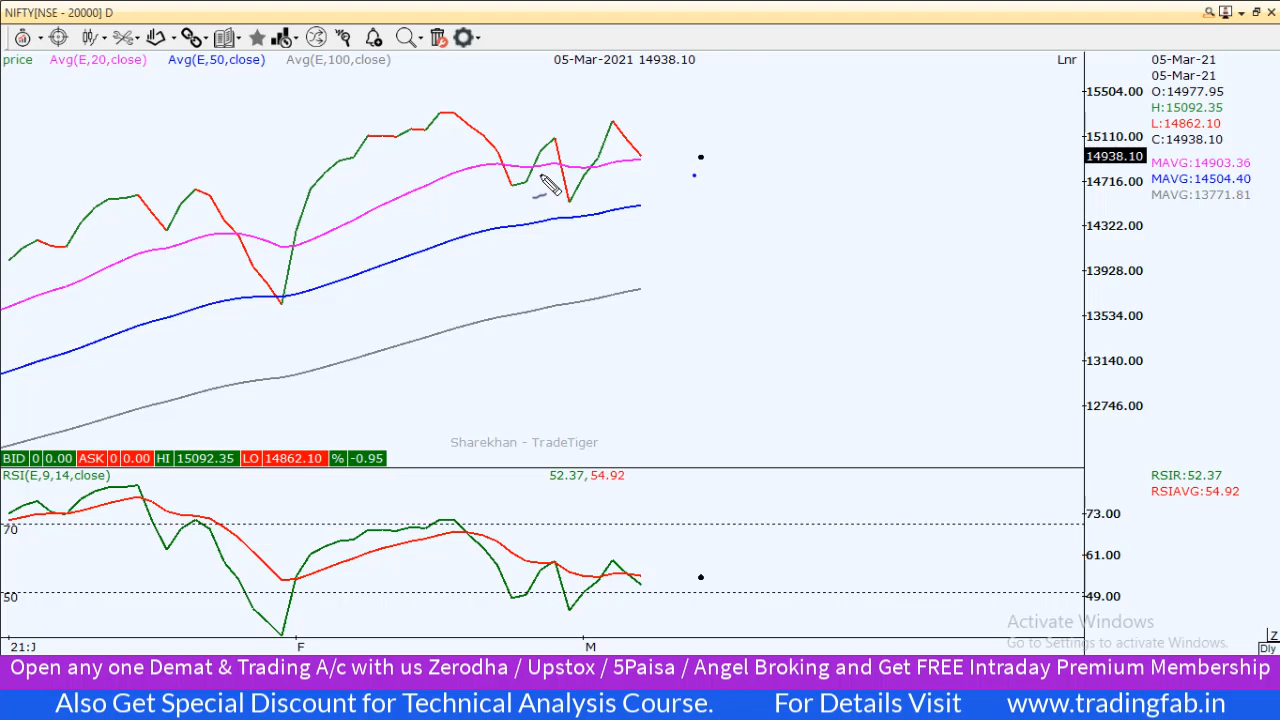 NIFTY[NSE - 20000] D
price Avg(E,20,close) Avg(E,50,close) Avg(E,100,close) 05-Mar-2021 14938.10 Lnr
05-Mar-21
05-Mar-21
O:14977.95
H:15092.35
L:14862.10
C:14938.10
MAVG:14903.36
MAVG:14504.40
MAVG:13771.81
15504.00
15110.00
14938.10
14716.00
14322.00
13928.00
13534.00
13140.00
12746.00
Sharekhan - TradeTiger
BID 0 0.00 ASK 0 0.00 HI 15092.35 LO 14862.10 % -0.95
RSI(E,9,14,close) 52.37, 54.92
RSIR:52.37
RSIAVG:54.92
70
50
73.00
61.00
49.00
Activate Windows
Go to Settings to activate Windows.
21:J F M
Z
Dly
Open any one Demat & Trading A/c with us Zerodha / Upstox / 5Paisa / Angel Broking and Get FREE Intraday Premium Membership
Also Get Special Discount for Technical Analysis Course. For Details Visit www.tradingfab.in